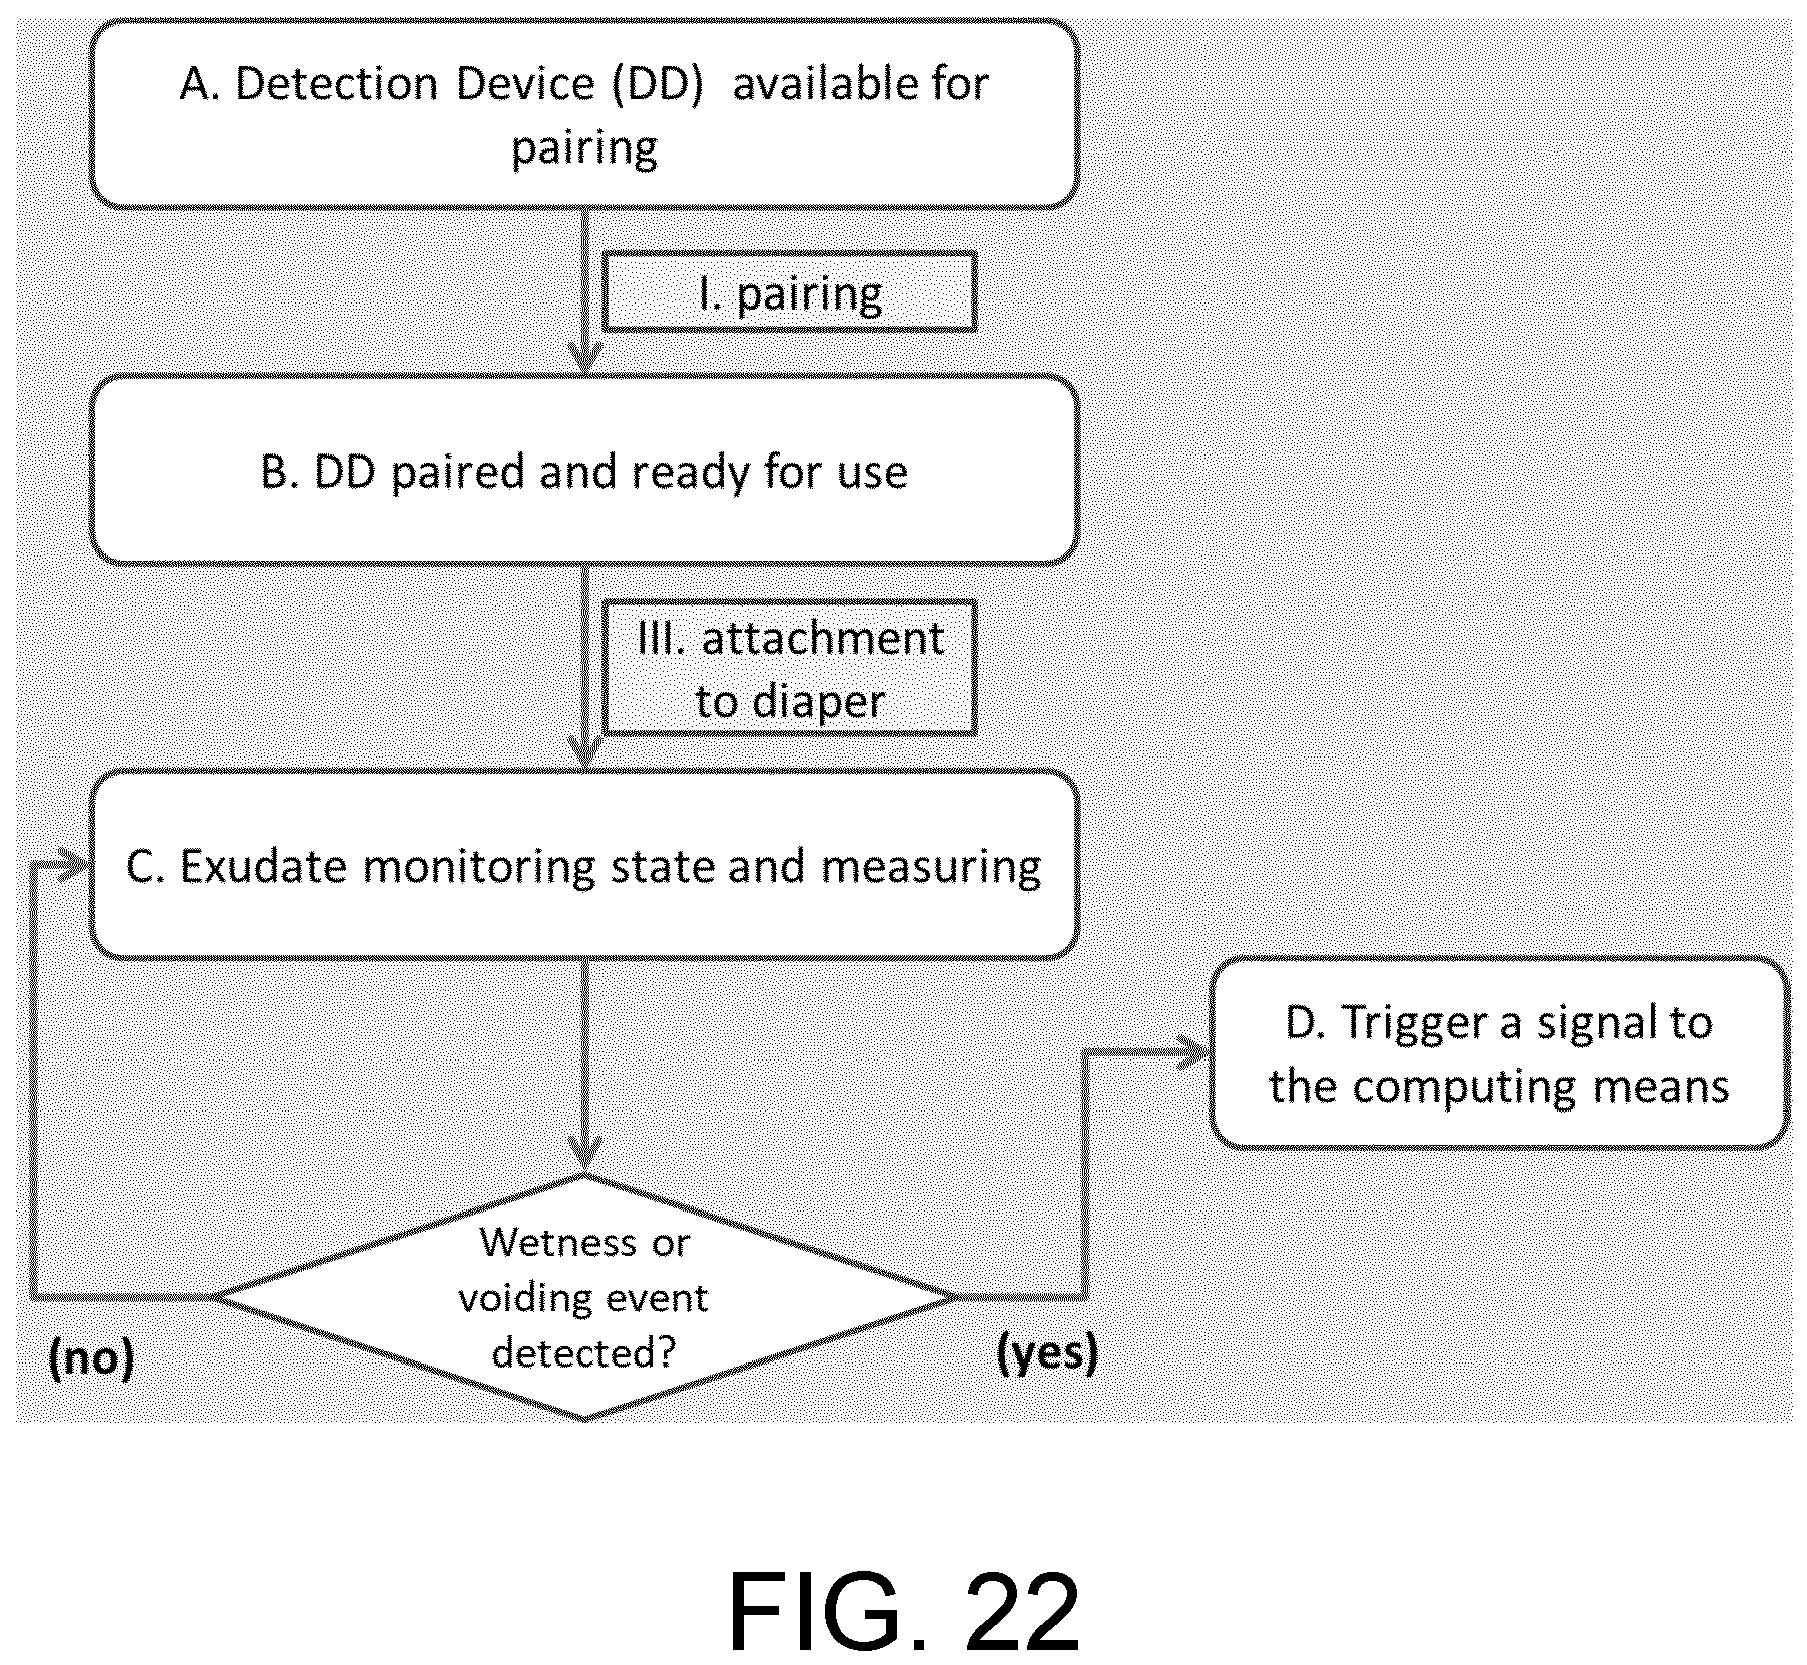 A. Detection Device (DD) available for
pairing
I. pairing
B. DD paired and ready for use
III. attachment
to diaper
C. Exudate monitoring state and measuring
D. Trigger a signal to
the computing means
Wetness or
voiding event
detected?
(no)
(yes)
FIG. 22